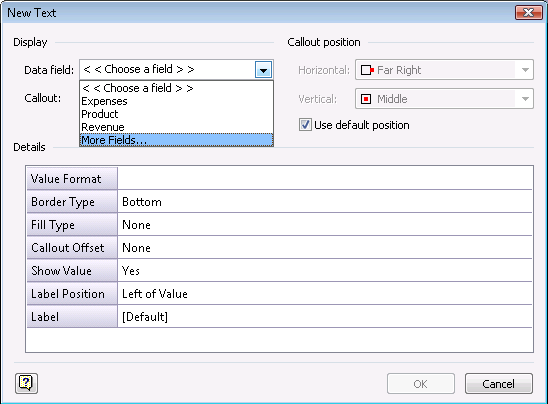 New Text
Display
Callout position
Data field: < < Choose a field > >
Horizontal: Far Right
< < Choose a field > >
Callout:
Expenses
Vertical: Middle
Product
Revenue
Use default position
More Fields...
Details
Value Format
Border Type Bottom
Fill Type None
Callout Offset None
Show Value Yes
Label Position Left of Value
Label [Default]
?
OK Cancel